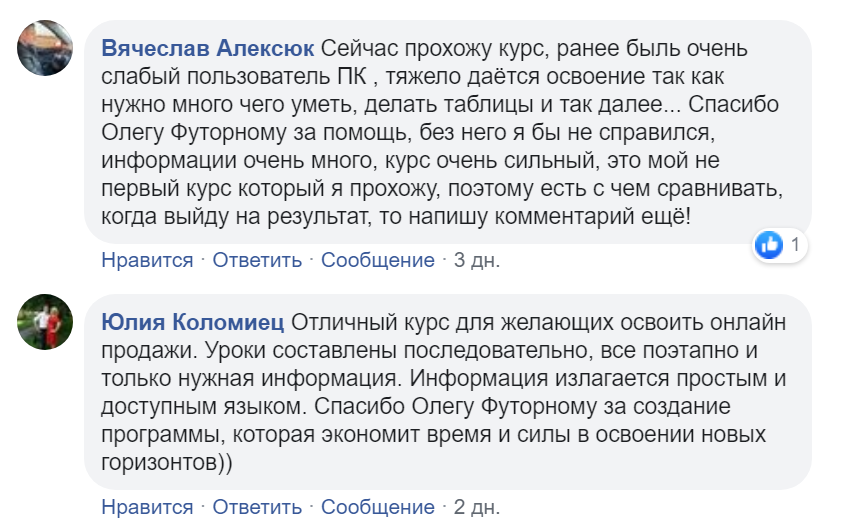 Вячеслав Алексюк Сейчас прохожу курс, ранее быль очень
слабый пользователь ПК , тяжело даётся освоение так как
нужно много чего уметь, делать таблицы и так далее... Спасибо
Олегу Футорному за помощь, без него я бы не справился,
информации очень много, курс очень сильный, это мой не
первый курс который я прохожу, поэтому есть с чем сравнивать,
когда выйду на результат, то напишу комментарий ещё!
1
Нравится · Ответить · Сообщение · 3 дн.
Юлия Коломиец Отличный курс для желающих освоить онлайн
продажи. Уроки составлены последовательно, все поэтапно и
только нужная информация. Информация излагается простым и
доступным языком. Спасибо Олегу Футорному за создание
программы, которая экономит время и силы в освоении новых
горизонтов))
Нравится · Ответить · Сообщение · 2 дн.